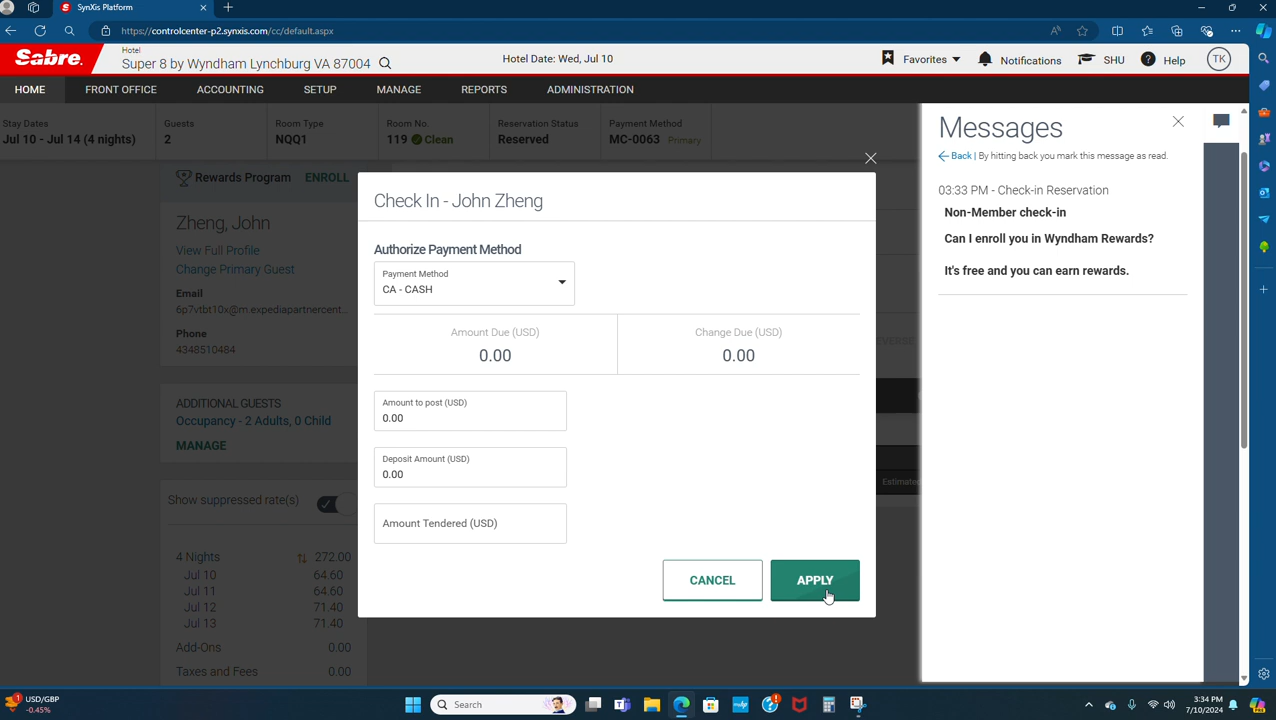 SynXis Platform
https://controlcenter-p2.synxis.com/cc/default.aspx
Sabre.
Hotel
Super 8 by Wyndham Lynchburg VA 87004
Hotel Date: Wed, Jul 10
Favorites
Notifications
SHU
Help
TK
HOME
FRONT OFFICE
ACCOUNTING
SETUP
MANAGE
REPORTS
ADMINISTRATION
Stay Dates
Jul 10 - Jul 14 (4 nights)
Guests
2
Room Type
NQQ1
Room No.
119 Clean
Reservation Status
Reserved
Payment Method
MC-0063 Primary
Rewards Program ENROLL
Zheng, John
View Full Profile
Change Primary Guest
Email
6p7vtbt10x@m.expediapartnercent...
Phone
4348510484
ADDITIONAL GUESTS
Occupancy - 2 Adults, 0 Child
MANAGE
Show suppressed rate(s)
4 Nights 272.00
Jul 10 64.60
Jul 11 64.60
Jul 12 71.40
Jul 13 71.40
Add-Ons 0.00
Taxes and Fees 0.00
Check In - John Zheng
Authorize Payment Method
Payment Method
CA - CASH
Amount Due (USD)
0.00
Change Due (USD)
0.00
Amount to post (USD)
0.00
Deposit Amount (USD)
0.00
Amount Tendered (USD)
CANCEL
APPLY
EVERSE
Estimated
Messages
Back | By hitting back you mark this message as read.
03:33 PM - Check-in Reservation
Non-Member check-in
Can I enroll you in Wyndham Rewards?
It's free and you can earn rewards.
1
USD/GBP
-0.45%
Search
3:34 PM
7/10/2024